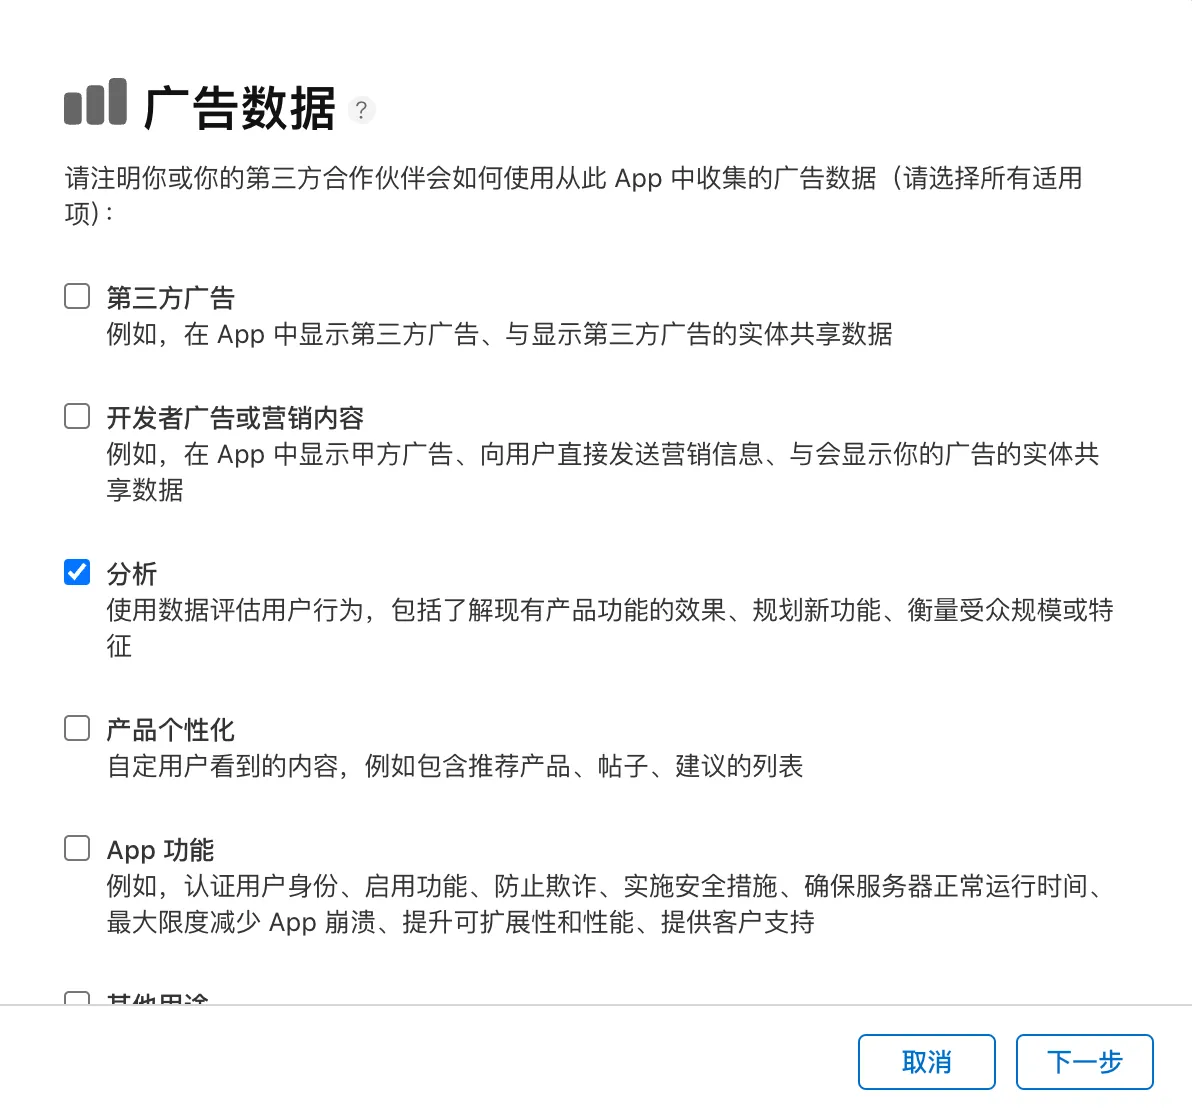 广告数据 ?
请注明你或你的第三方合作伙伴会如何使用从此 App 中收集的广告数据（请选择所有适用
项）：
第三方广告
例如，在 App 中显示第三方广告、与显示第三方广告的实体共享数据
开发者广告或营销内容
例如，在 App 中显示甲方广告、向用户直接发送营销信息、与会显示你的广告的实体共
享数据
分析
使用数据评估用户行为，包括了解现有产品功能的效果、规划新功能、衡量受众规模或特
征
产品个性化
自定用户看到的内容，例如包含推荐产品、帖子、建议的列表
App 功能
例如，认证用户身份、启用功能、防止欺诈、实施安全措施、确保服务器正常运行时间、
最大限度减少 App 崩溃、提升可扩展性和性能、提供客户支持
其他用途
取消
下一步